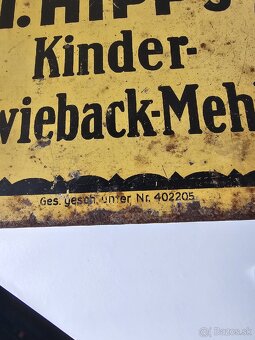 J. HIPP'S
Kinder-
wieback-Mehl
Ges. gesch. unter Nr. 402205
bazos.sk